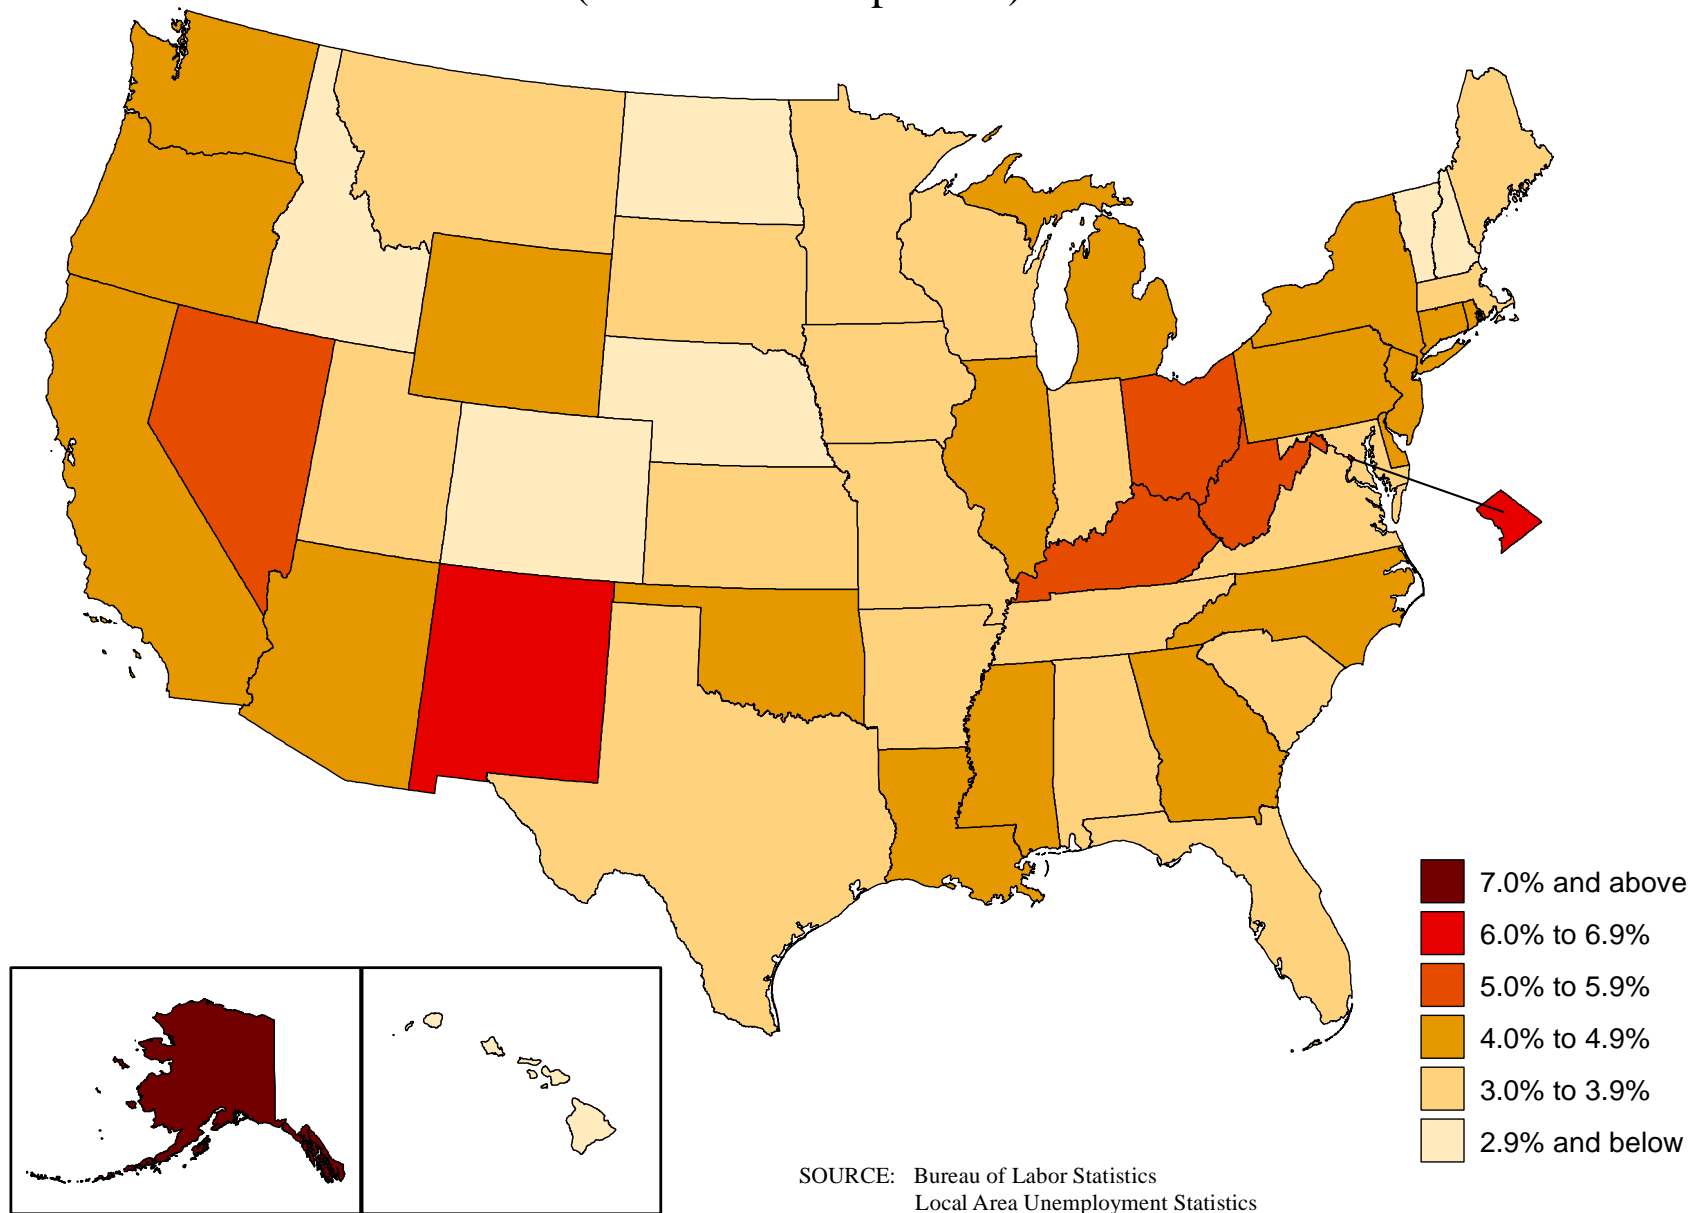 7.0% and above
6.0% to 6.9%
5.0% to 5.9%
4.0% to 4.9%
3.0% to 3.9%
2.9% and below
SOURCE: Bureau of Labor Statistics
Local Area Unemployment Statistics